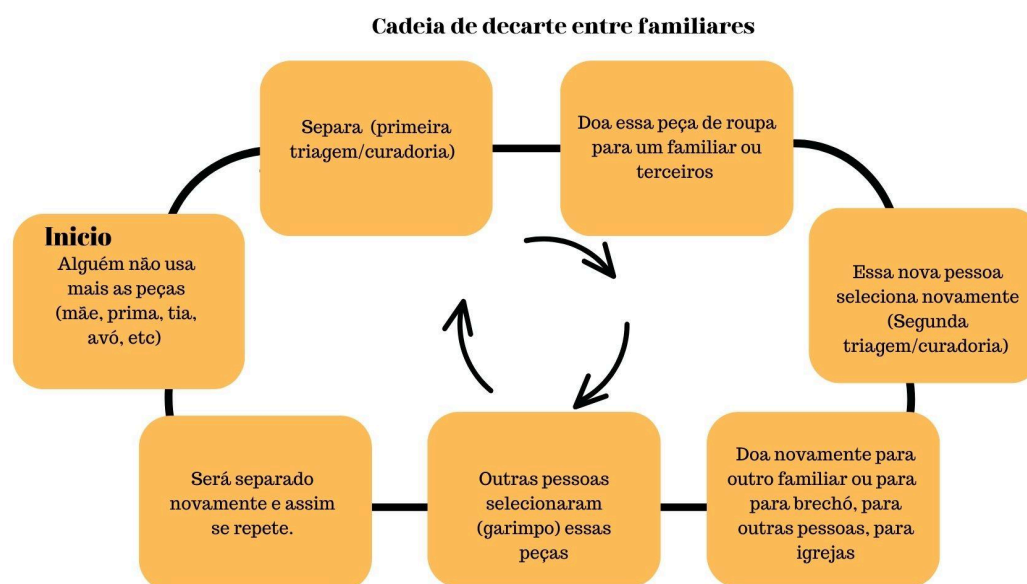 Cadeia de decarte entre familiares
Inicio
Alguém não usa
mais as peças
(mãe, prima, tia,
avó, etc)
Separa (primeira
triagem/curadoria)
Doa essa peça de roupa
para um familiar ou
terceiros
Essa nova pessoa
seleciona novamente
(Segunda
triagem/curadoria)
Doa novamente para
outro familiar ou para
para brechó, para
outras pessoas, para
igrejas
Outras pessoas
selecionaram
(garimpo) essas
peças
Será separado
novamente e assim
se repete.